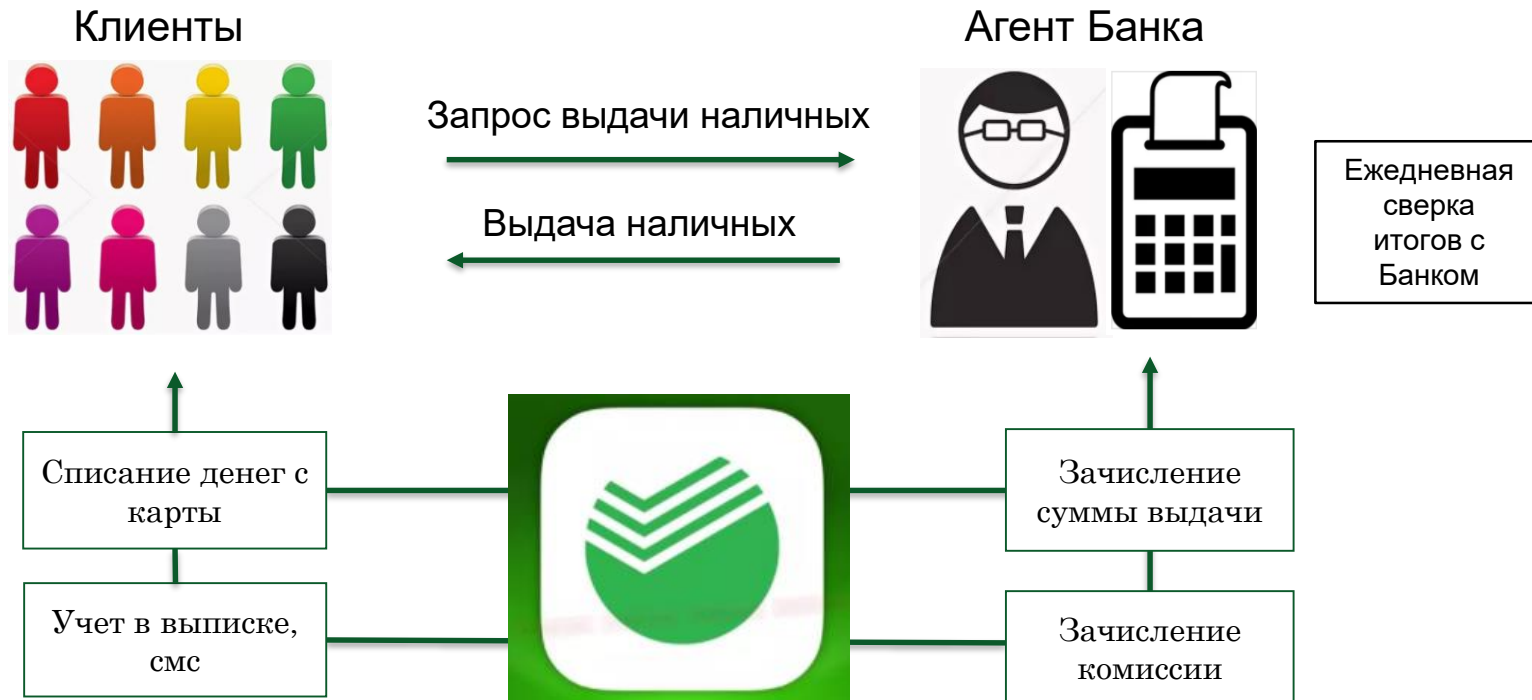 Клиенты
Агент Банка
Запрос выдачи наличных
Выдача наличных
Ежедневная
сверка
итогов с
Банком
Списание денег с
карты
Зачисление
суммы выдачи
Учет в выписке,
смс
Зачисление
комиссии